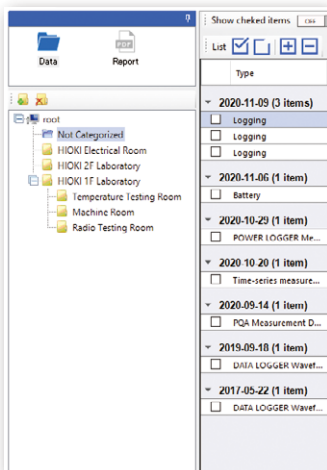 Show cheked items OFF
List
Data
Report
PDF
Type
root
Not Categorized
HIOKI Electrical Room
HIOKI 2F Laboratory
HIOKI 1F Laboratory
Temperature Testing Room
Machine Room
Radio Testing Room
2020-11-09 (3 items)
Logging
Logging
Logging
2020-11-06 (1 item)
Battery
2020-10-29 (1 item)
POWER LOGGER Me...
2020-10-20 (1 item)
Time-series measure...
2020-09-14 (1 item)
PQA Measurement D...
2019-09-18 (1 item)
DATA LOGGER Wavef...
2017-05-22 (1 item)
DATA LOGGER Wavef...